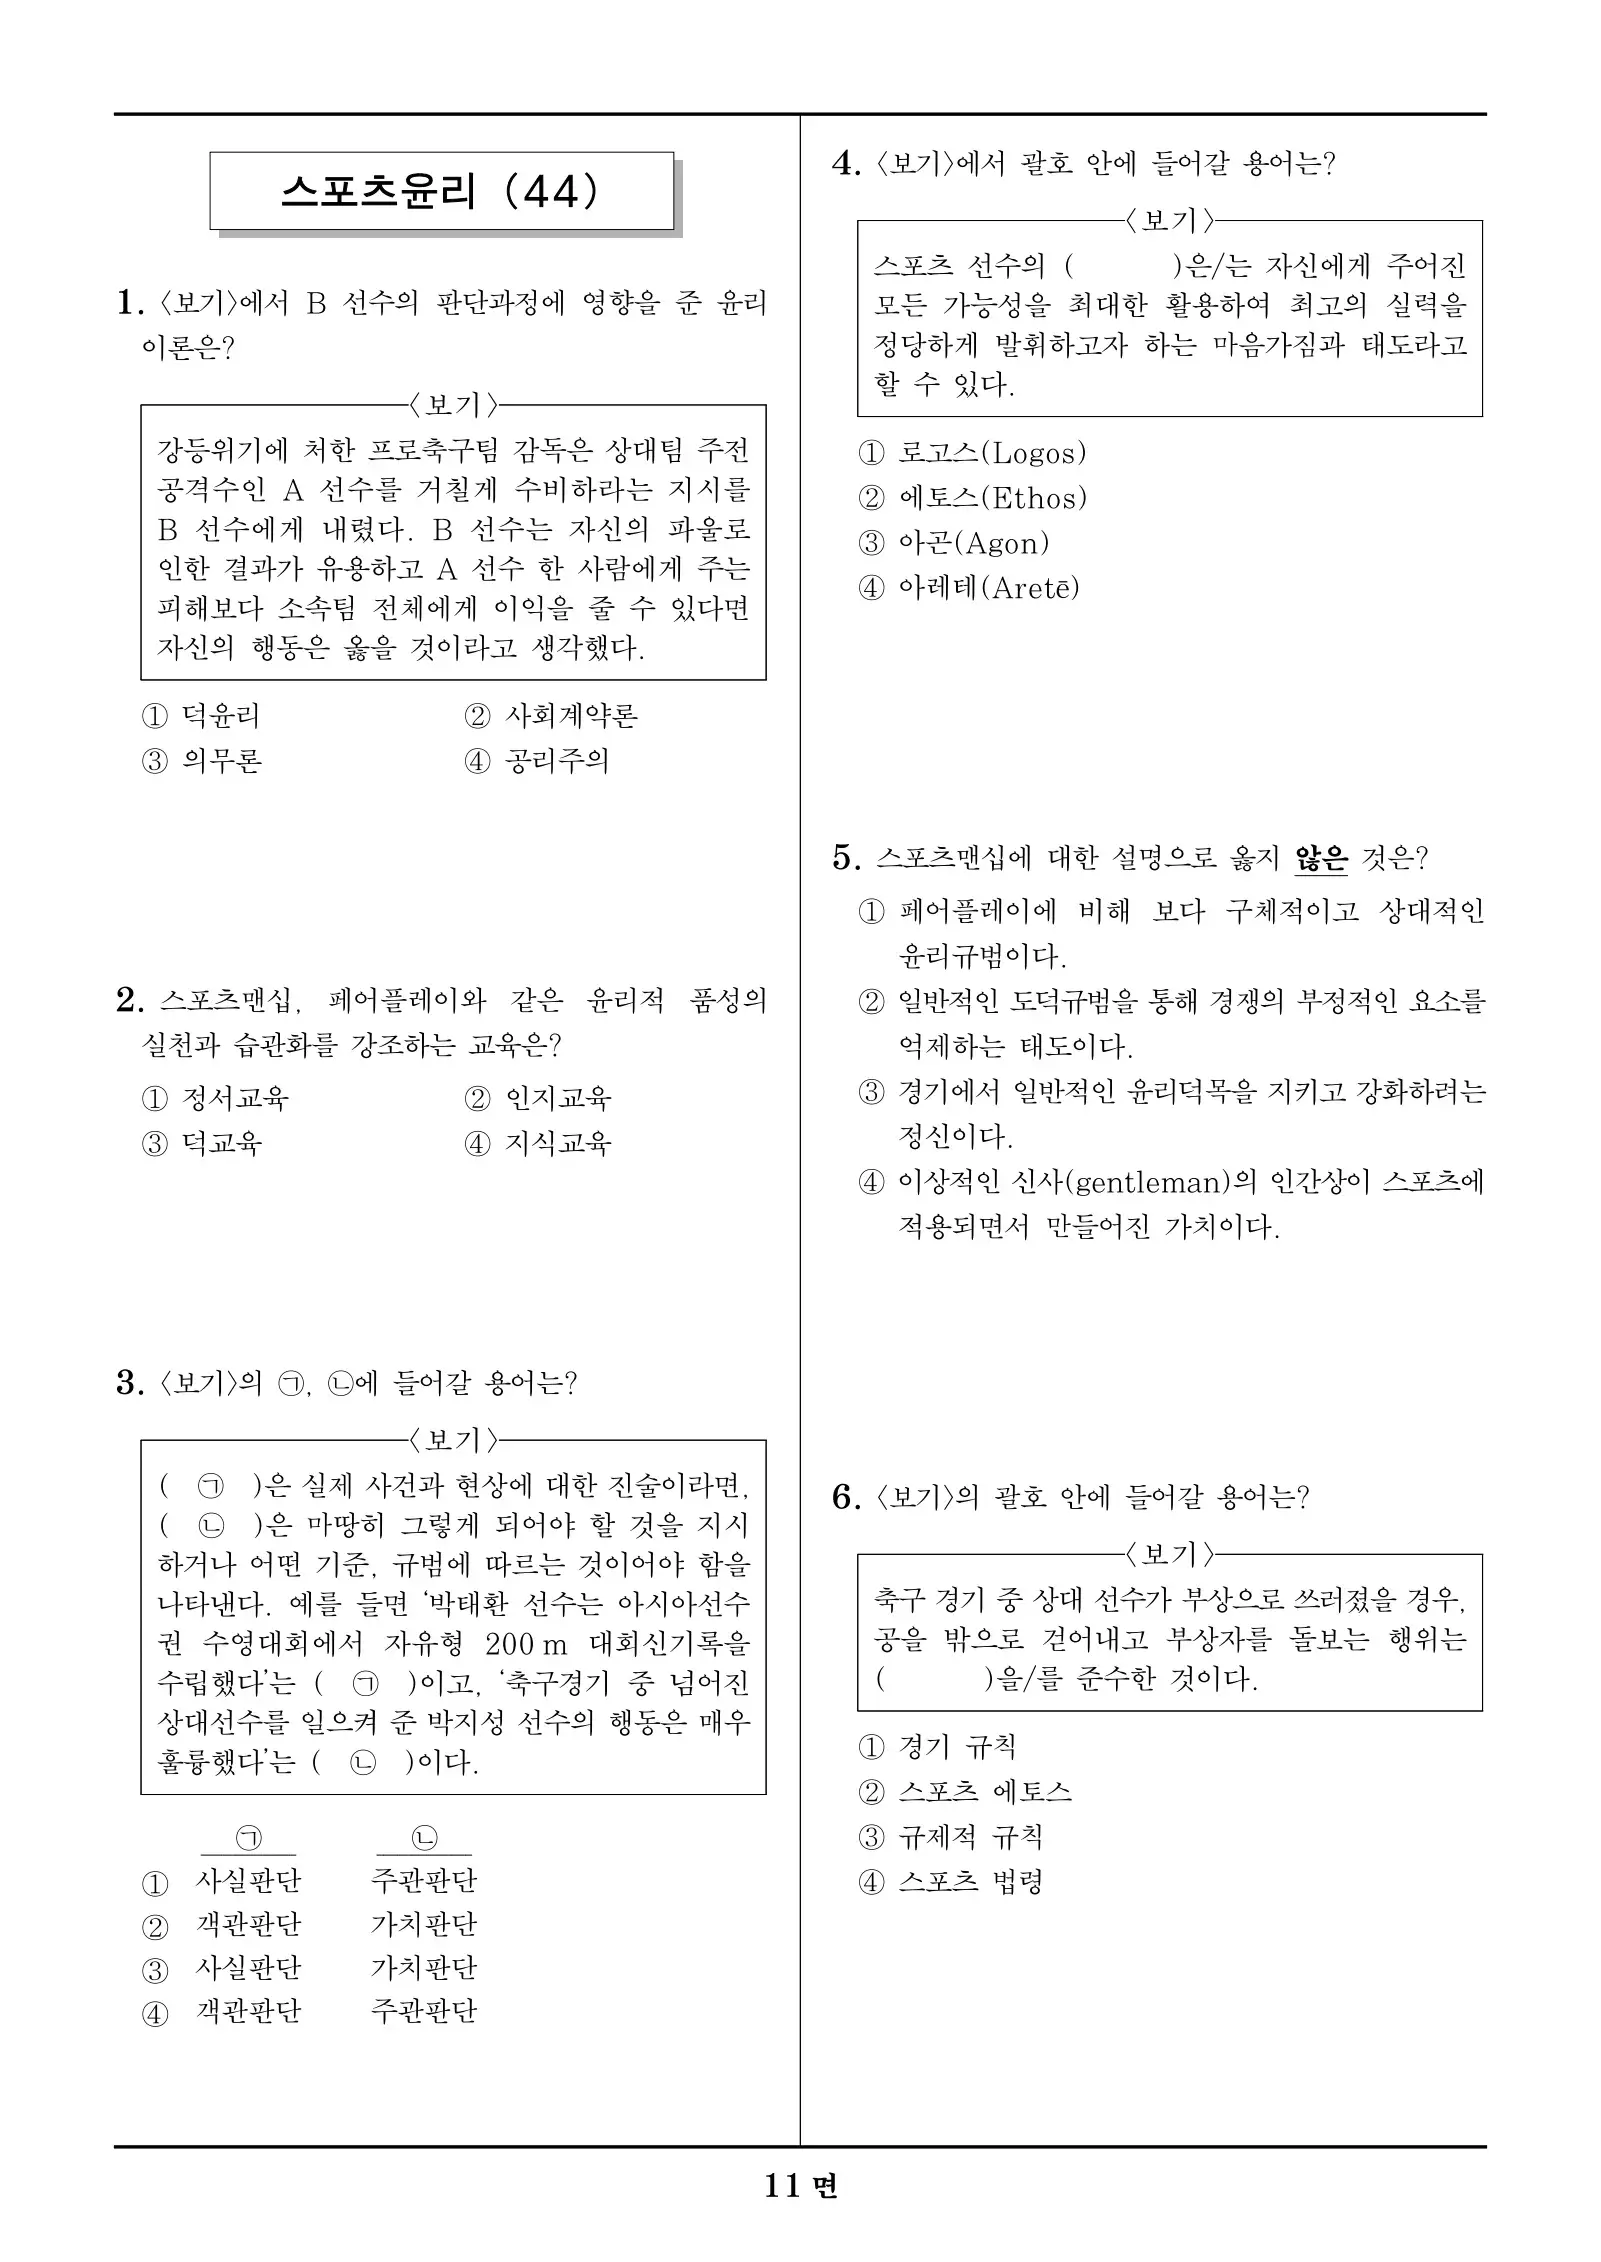 스포츠윤리 (44)
1. 〈보기〉에서 B 선수의 판단과정에 영향을 준 윤리
이론은?
〈보기〉
강등위기에 처한 프로축구팀 감독은 상대팀 주전
공격수인 A 선수를 거칠게 수비하라는 지시를
B 선수에게 내렸다. B 선수는 자신의 파울로
인한 결과가 유용하고 A 선수 한 사람에게 주는
피해보다 소속팀 전체에게 이익을 줄 수 있다면
자신의 행동은 옳을 것이라고 생각했다.
① 덕윤리 ② 사회계약론
③ 의무론 ④ 공리주의
2. 스포츠맨십, 페어플레이와 같은 윤리적 품성의
실천과 습관화를 강조하는 교육은?
① 정서교육 ② 인지교육
③ 덕교육 ④ 지식교육
3. 〈보기〉의 ㉠, ㉡에 들어갈 용어는?
〈보기〉
( ㉠ )은 실제 사건과 현상에 대한 진술이라면,
( ㉡ )은 마땅히 그렇게 되어야 할 것을 지시
하거나 어떤 기준, 규범에 따르는 것이어야 함을
나타낸다. 예를 들면 ‘박태환 선수는 아시아선수
권 수영대회에서 자유형 200 m 대회신기록을
수립했다’는 ( ㉠ )이고, ‘축구경기 중 넘어진
상대선수를 일으켜 준 박지성 선수의 행동은 매우
훌륭했다’는 ( ㉡ )이다.
㉠ ㉡
① 사실판단 주관판단
② 객관판단 가치판단
③ 사실판단 가치판단
④ 객관판단 주관판단
4. 〈보기〉에서 괄호 안에 들어갈 용어는?
〈보기〉
스포츠 선수의 ( )은/는 자신에게 주어진
모든 가능성을 최대한 활용하여 최고의 실력을
정당하게 발휘하고자 하는 마음가짐과 태도라고
할 수 있다.
① 로고스(Logos)
② 에토스(Ethos)
③ 아곤(Agon)
④ 아레테(Aretē)
5. 스포츠맨십에 대한 설명으로 옳지 않은 것은?
① 페어플레이에 비해 보다 구체적이고 상대적인
윤리규범이다.
② 일반적인 도덕규범을 통해 경쟁의 부정적인 요소를
억제하는 태도이다.
③ 경기에서 일반적인 윤리덕목을 지키고 강화하려는
정신이다.
④ 이상적인 신사(gentleman)의 인간상이 스포츠에
적용되면서 만들어진 가치이다.
6. 〈보기〉의 괄호 안에 들어갈 용어는?
〈보기〉
축구 경기 중 상대 선수가 부상으로 쓰러졌을 경우,
공을 밖으로 걷어내고 부상자를 돌보는 행위는
( )을/를 준수한 것이다.
① 경기 규칙
② 스포츠 에토스
③ 규제적 규칙
④ 스포츠 법령
11 면